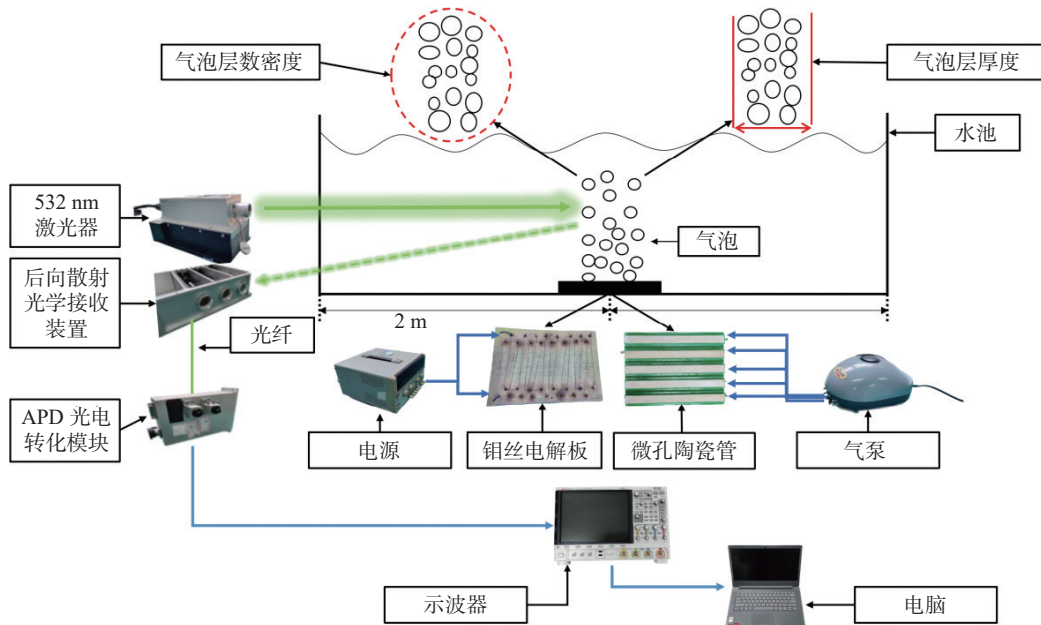 气泡层数密度
气泡层厚度
水池
532 nm
激光器
气泡
后向散射
光学接收
装置
2 m
光纤
APD 光电
转化模块
电源
钼丝电解板
微孔陶瓷管
气泵
示波器
电脑